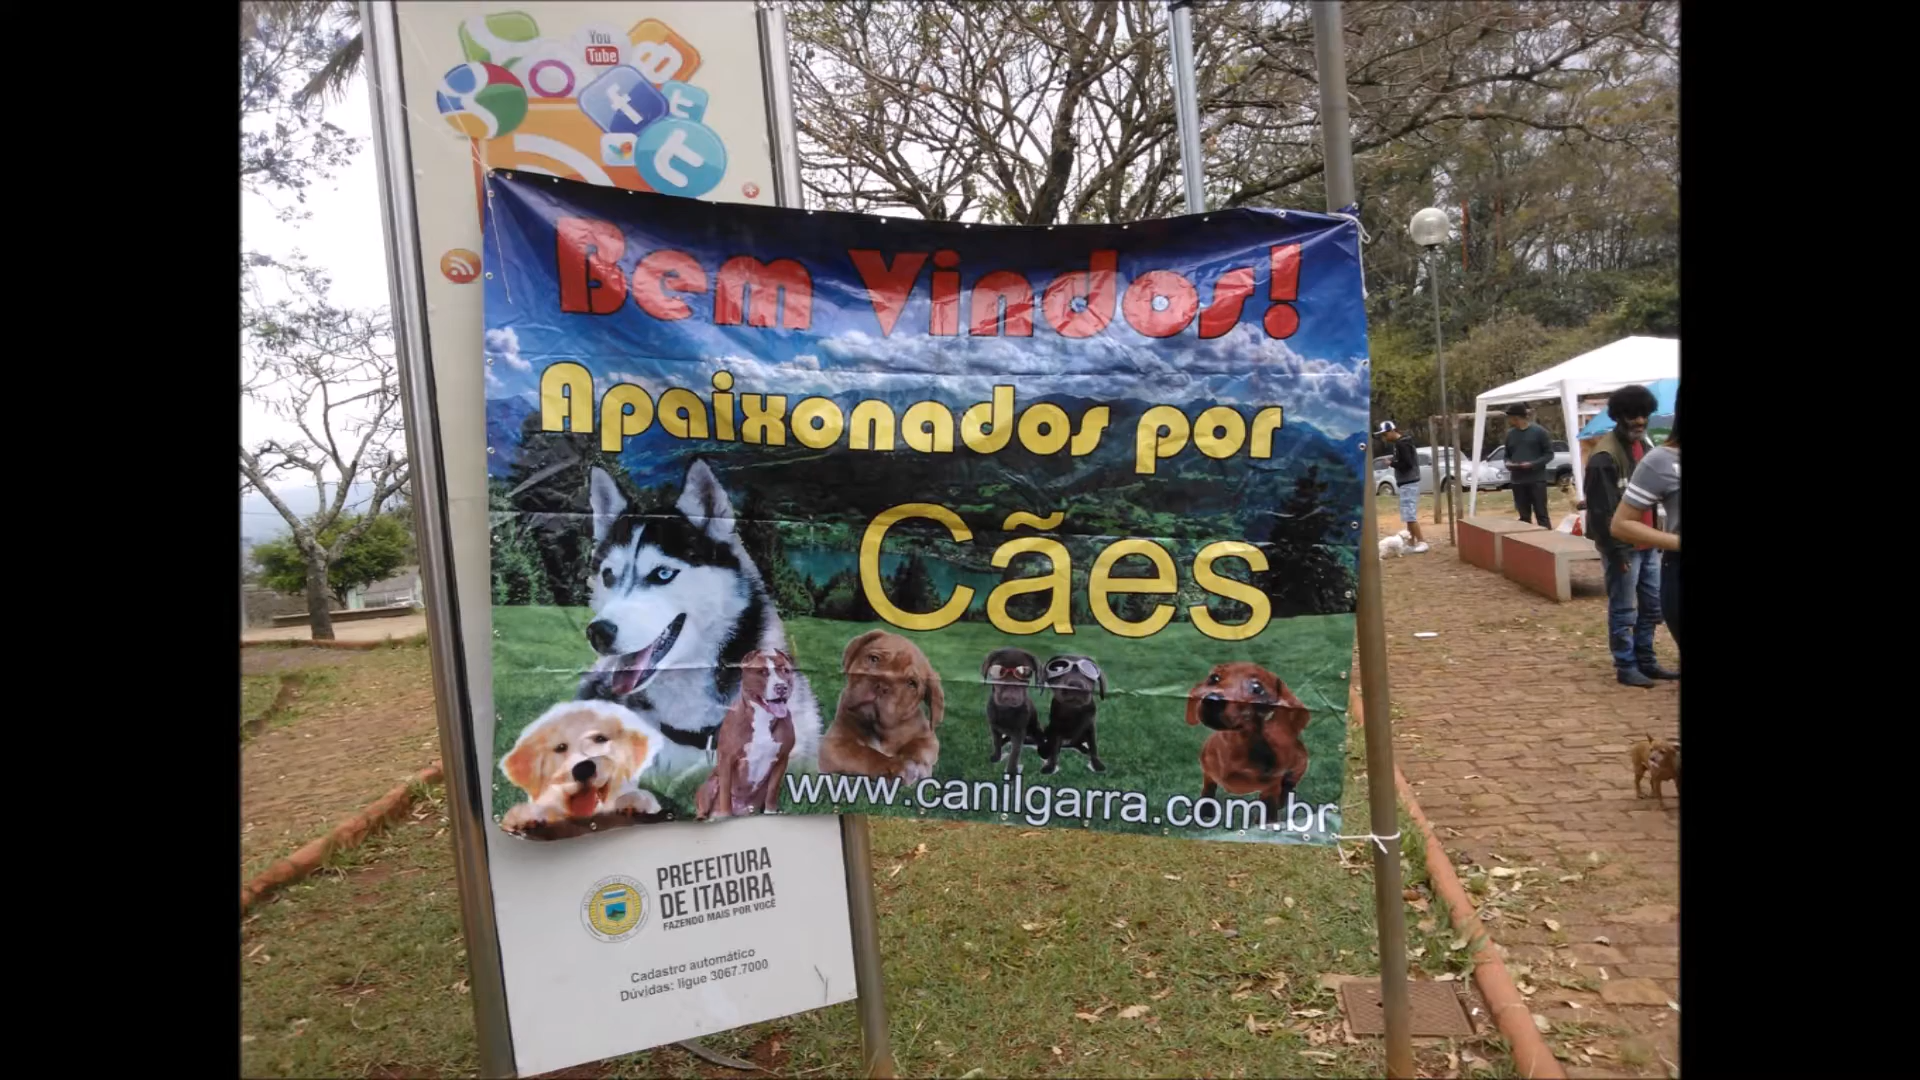 You
Tube
f
t
t
Bem Vindos!
Apaixonados por
Cães
www.canilgarra.com.br
PREFEITURA
DE ITABIRA
FAZENDO MAIS POR VOCÊ
Cadastro automático
Dúvidas: ligue 3067.7000